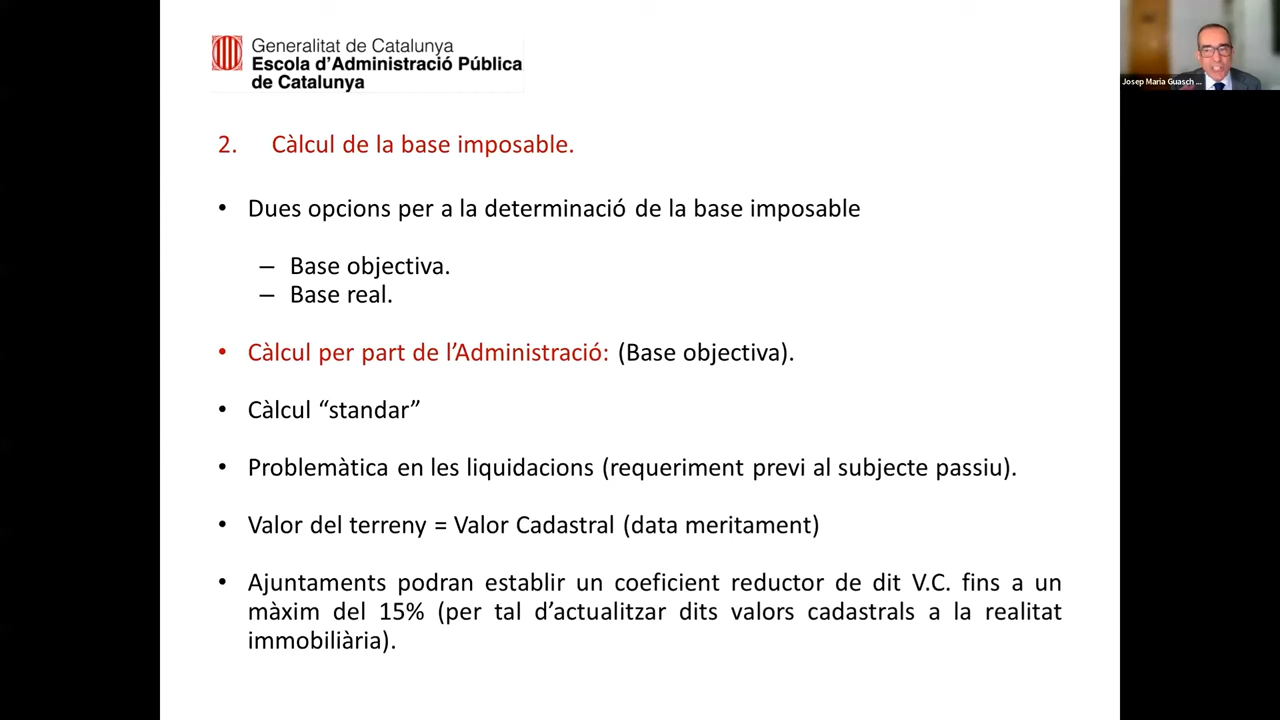 Generalitat de Catalunya
Escola d'Administració Pública
de Catalunya
Josep Maria Guasch ...
2. Càlcul de la base imposable.
• Dues opcions per a la determinació de la base imposable
– Base objectiva.
– Base real.
• Càlcul per part de l’Administració: (Base objectiva).
• Càlcul “standar”
• Problemàtica en les liquidacions (requeriment previ al subjecte passiu).
• Valor del terreny = Valor Cadastral (data meritament)
• Ajuntaments podran establir un coeficient reductor de dit V.C. fins a un
màxim del 15% (per tal d’actualitzar dits valors cadastrals a la realitat
immobiliària).